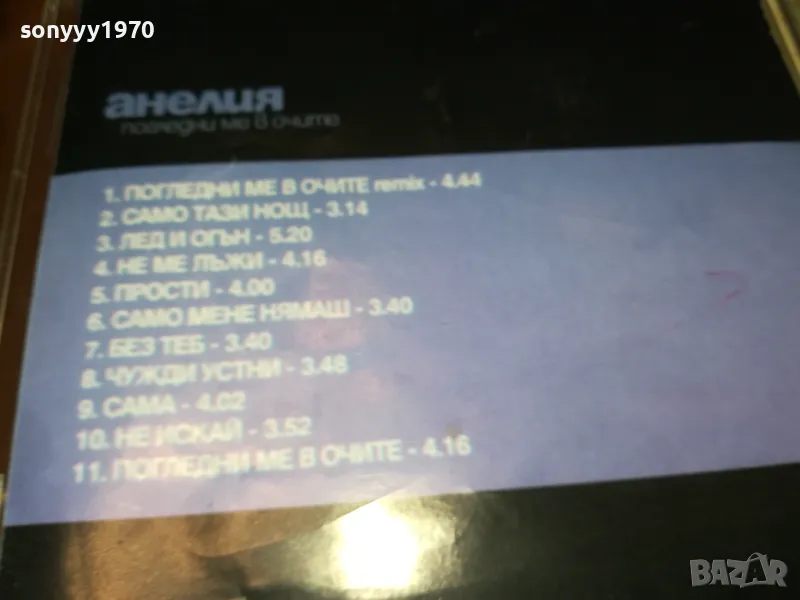 sonyyy1970
анелия
погледни ме в очите
1. ПОГЛЕДНИ МЕ В ОЧИТЕ remix - 4.44
2. САМО ТАЗИ НОЩ - 3.14
3. ЛЕД И ОГЪН - 5.20
4. НЕ МЕ ЛЪЖИ - 4.16
5. ПРОСТИ - 4.00
6. САМО МЕНЕ НЯМАШ - 3.40
7. БЕЗ ТЕБ - 3.40
8. ЧУЖДИ УСТНИ - 3.48
9. САМА - 4.02
10. НЕ ИСКАЙ - 3.52
11. ПОГЛЕДНИ МЕ В ОЧИТЕ - 4.16
BAZAR